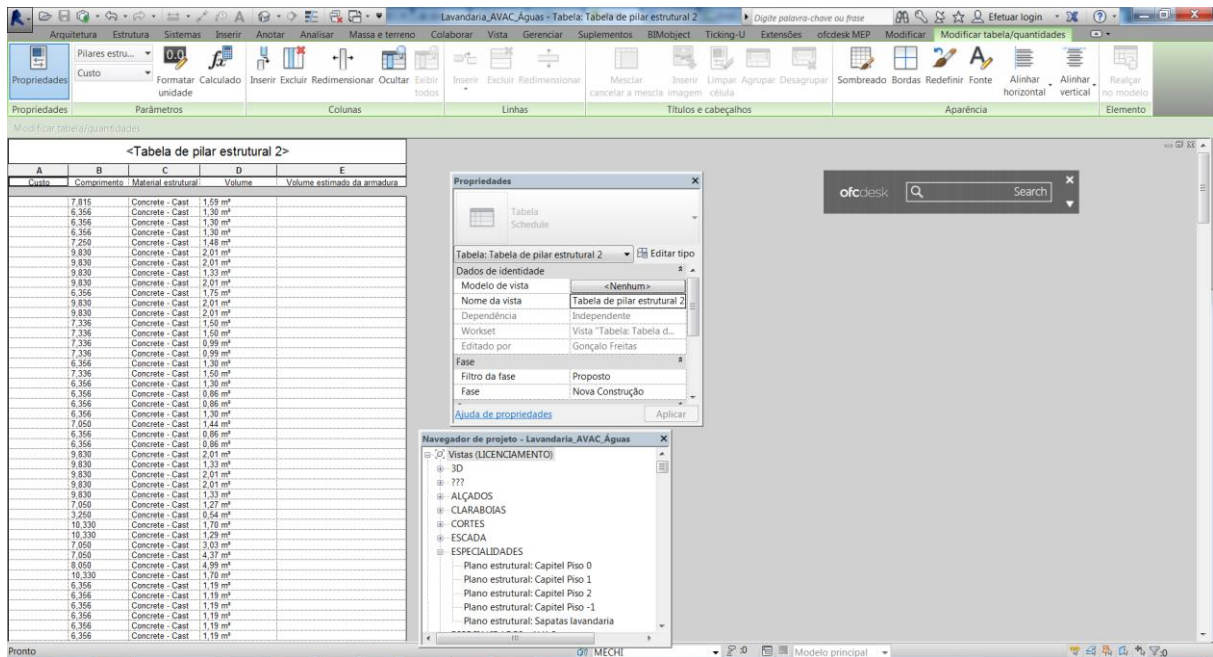 Lavandaria_AVAC_Águas - Tabela: Tabela de pilar estrutural 2
Digite palavra-chave ou frase
Efetuar login
Arquitetura Estrutura Sistemas Inserir Anotar Analisar Massa e terreno Colaborar Vista Gerenciar Suplementos BIMobject Ticking-U Extensões ofcdesk MEP Modificar Modificar tabela/quantidades
Pilares estru...
Custo
0.0
Propriedades Formatar unidade Calculado Inserir Excluir Redimensionar Ocultar Exibir todos Inserir Excluir Redimensionar Mesclar cancelar a mescla Inserir imagem Limpar célula Agrupar Desagrupar Sombreado Bordas Redefinir Fonte Alinhar horizontal Alinhar vertical Realçar no modelo
Propriedades Parâmetros Colunas Linhas Títulos e cabeçalhos Aparência Elemento
Modificar tabela/quantidades
<Tabela de pilar estrutural 2>
A B C D E
Custo Comprimento Material estrutural Volume Volume estimado da armadura
7,815 Concrete - Cast 1,59 m³
6,356 Concrete - Cast 1,30 m³
6,356 Concrete - Cast 1,30 m³
6,356 Concrete - Cast 1,30 m³
7,250 Concrete - Cast 1,48 m³
9,830 Concrete - Cast 2,01 m³
9,830 Concrete - Cast 2,01 m³
9,830 Concrete - Cast 1,33 m³
9,830 Concrete - Cast 2,01 m³
6,356 Concrete - Cast 1,75 m³
9,830 Concrete - Cast 2,01 m³
9,830 Concrete - Cast 2,01 m³
7,336 Concrete - Cast 1,50 m³
7,336 Concrete - Cast 1,50 m³
7,336 Concrete - Cast 0,99 m³
7,336 Concrete - Cast 0,99 m³
6,356 Concrete - Cast 1,30 m³
7,336 Concrete - Cast 1,50 m³
6,356 Concrete - Cast 1,30 m³
6,356 Concrete - Cast 0,86 m³
6,356 Concrete - Cast 0,86 m³
6,356 Concrete - Cast 1,30 m³
7,050 Concrete - Cast 1,44 m³
6,356 Concrete - Cast 0,86 m³
6,356 Concrete - Cast 0,86 m³
9,830 Concrete - Cast 2,01 m³
9,830 Concrete - Cast 1,33 m³
9,830 Concrete - Cast 2,01 m³
9,830 Concrete - Cast 2,01 m³
9,830 Concrete - Cast 1,33 m³
7,050 Concrete - Cast 1,27 m³
3,250 Concrete - Cast 0,54 m³
10,330 Concrete - Cast 1,70 m³
10,330 Concrete - Cast 1,29 m³
7,050 Concrete - Cast 3,03 m³
7,050 Concrete - Cast 4,37 m³
8,050 Concrete - Cast 4,99 m³
10,330 Concrete - Cast 1,70 m³
6,356 Concrete - Cast 1,19 m³
6,356 Concrete - Cast 1,19 m³
6,356 Concrete - Cast 1,19 m³
6,356 Concrete - Cast 1,19 m³
6,356 Concrete - Cast 1,19 m³
6,356 Concrete - Cast 1,19 m³
Propriedades
Tabela
Schedule
Tabela: Tabela de pilar estrutural 2 Editar tipo
Dados de identidade
Modelo de vista <Nenhum>
Nome da vista Tabela de pilar estrutural 2
Dependência Independente
Workset Vista "Tabela: Tabela d...
Editado por Gonçalo Freitas
Fase
Filtro da fase Proposto
Fase Nova Construção
Ajuda de propriedades Aplicar
ofcdesk Search
Navegador de projeto - Lavandaria_AVAC_Águas
Vistas (LICENCIAMENTO)
3D
???
ALÇADOS
CLARABOIAS
CORTES
ESCADA
ESPECIALIDADES
Plano estrutural: Capitel Piso 0
Plano estrutural: Capitel Piso 1
Plano estrutural: Capitel Piso 2
Plano estrutural: Capitel Piso -1
Plano estrutural: Sapatas lavandaria
Pronto
MECHI
:0
Modelo principal
:0